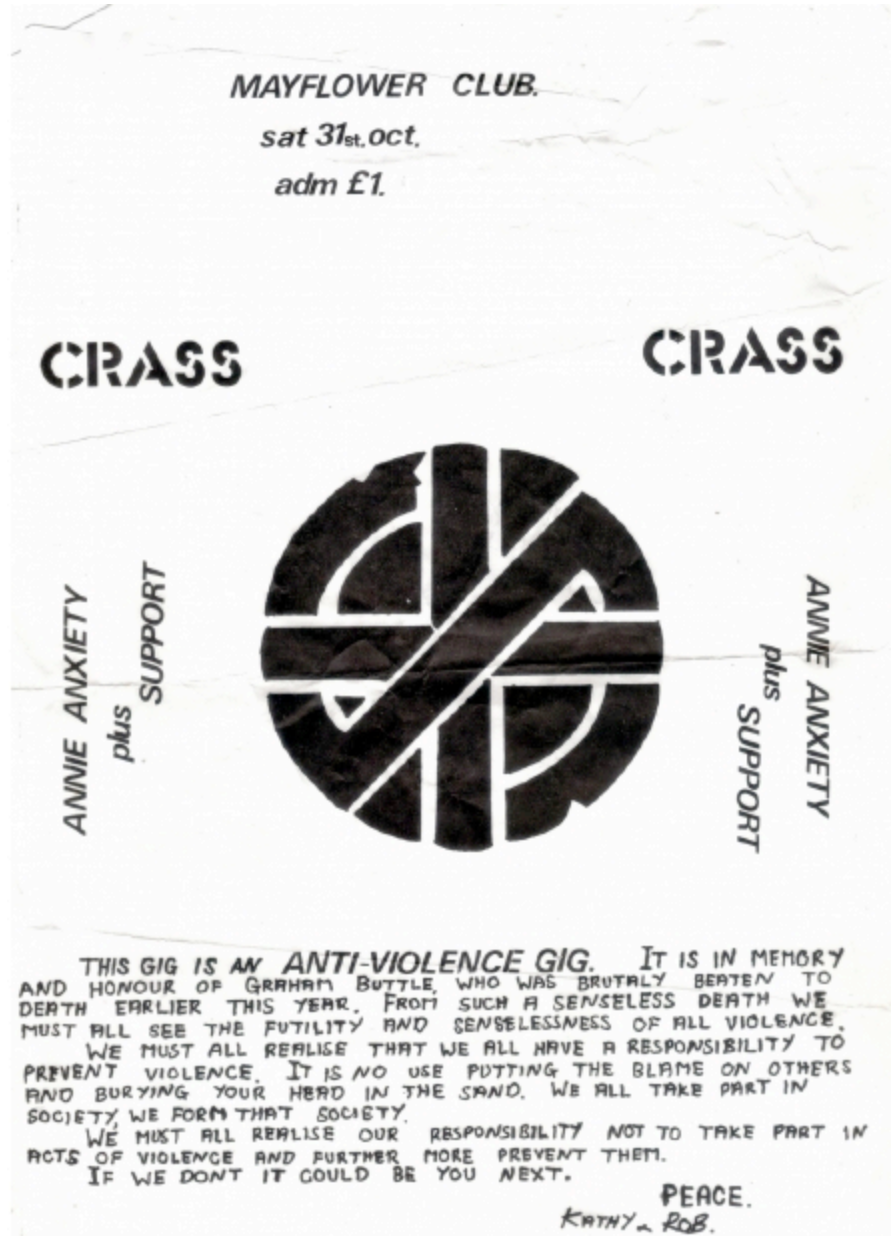 MAYFLOWER CLUB.
sat 31st.oct.
adm £1.
CRASS
CRASS
ANNIE ANXIETY
plus
SUPPORT
ANNIE ANXIETY
plus
SUPPORT
THIS GIG IS AN ANTI-VIOLENCE GIG. IT IS IN MEMORY
AND HONOUR OF GRAHAM BUTTLE, WHO WAS BRUTALY BEATEN TO
DEATH EARLIER THIS YEAR. FROM SUCH A SENSELESS DEATH WE
MUST ALL SEE THE FUTILITY AND SENSELESSNESS OF ALL VIOLENCE.
WE MUST ALL REALISE THAT WE ALL HAVE A RESPONSIBILITY TO
PREVENT VIOLENCE. IT IS NO USE PUTTING THE BLAME ON OTHERS
AND BURYING YOUR HEAD IN THE SAND. WE ALL TAKE PART IN
SOCIETY, WE FORM THAT SOCIETY.
WE MUST ALL REALISE OUR RESPONSIBILITY NOT TO TAKE PART IN
ACTS OF VIOLENCE AND FURTHER MORE PREVENT THEM.
IF WE DONT IT COULD BE YOU NEXT.
PEACE.
KATHY & ROB.